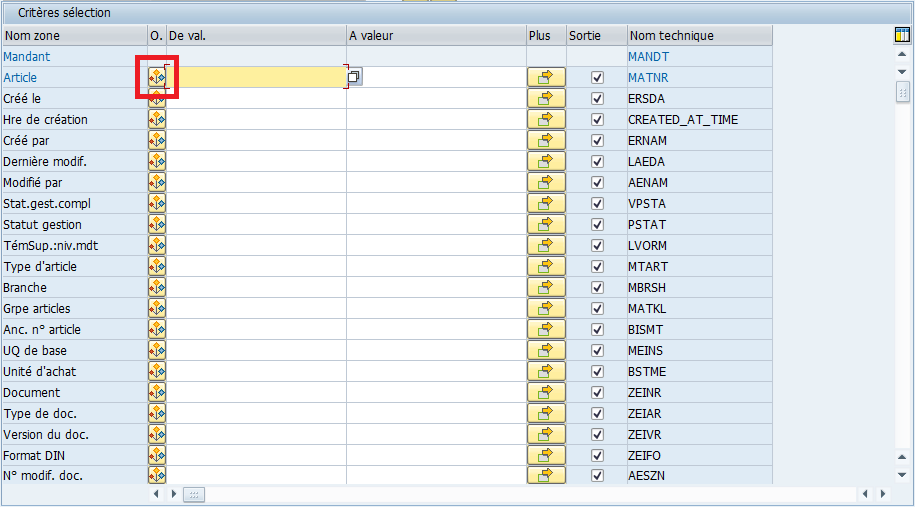 Critères sélection
Nom zone O. De val. A valeur Plus Sortie Nom technique
Mandant MANDT
Article MATNR
Créé le ERSDA
Hre de création CREATED_AT_TIME
Créé par ERNAM
Dernière modif. LAEDA
Modifié par AENAM
Stat.gest.compl VPSTA
Statut gestion PSTAT
TémSup.:niv.mdt LVORM
Type d'article MTART
Branche MBRSH
Grpe articles MATKL
Anc. n° article BISMT
UQ de base MEINS
Unité d'achat BSTME
Document ZEINR
Type de doc. ZEIAR
Version du doc. ZEIVR
Format DIN ZEIFO
N° modif. doc. AESZN